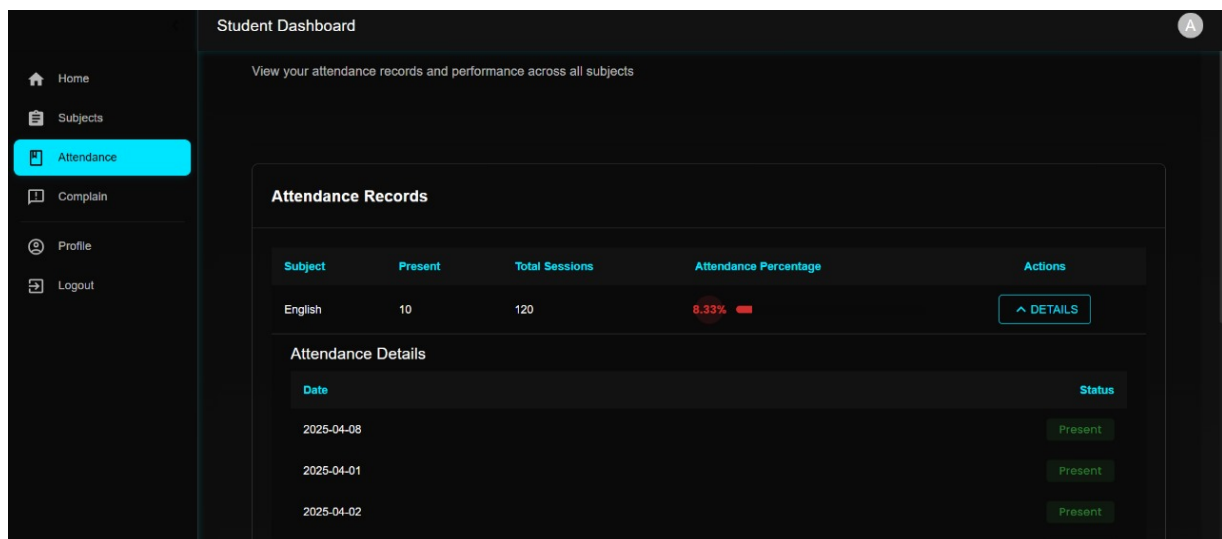 Student Dashboard
A
Home
Subjects
Attendance
Complain
Profile
Logout
View your attendance records and performance across all subjects
Attendance Records
Subject Present Total Sessions Attendance Percentage Actions
English 10 120 8.33% DETAILS
Attendance Details
Date Status
2025-04-08 Present
2025-04-01 Present
2025-04-02 Present